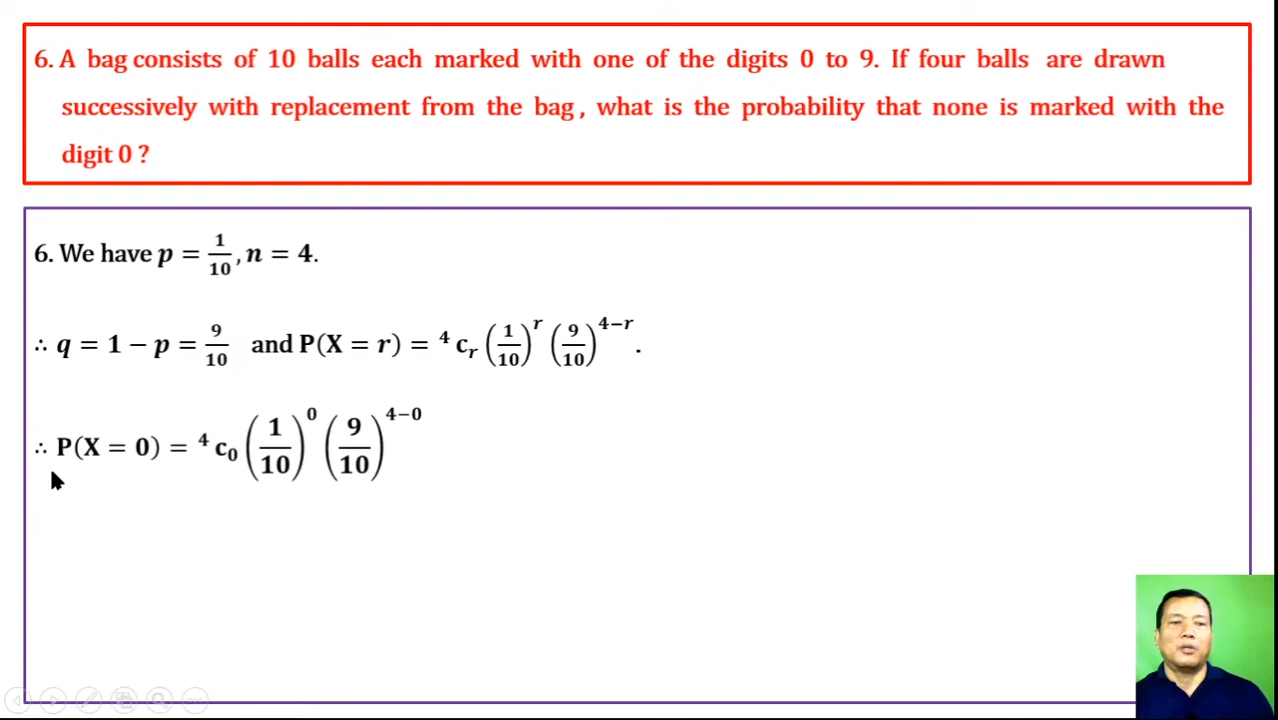 6. A bag consists of 10 balls each marked with one of the digits 0 to 9. If four balls are drawn
successively with replacement from the bag, what is the probability that none is marked with the
digit 0 ?
6. We have p = 1/10, n = 4.
∴ q = 1 − p = 9/10 and P(X = r) = ⁴c_r (1/10)^r (9/10)^(4−r).
∴ P(X = 0) = ⁴c₀ (1/10)^0 (9/10)^(4−0)